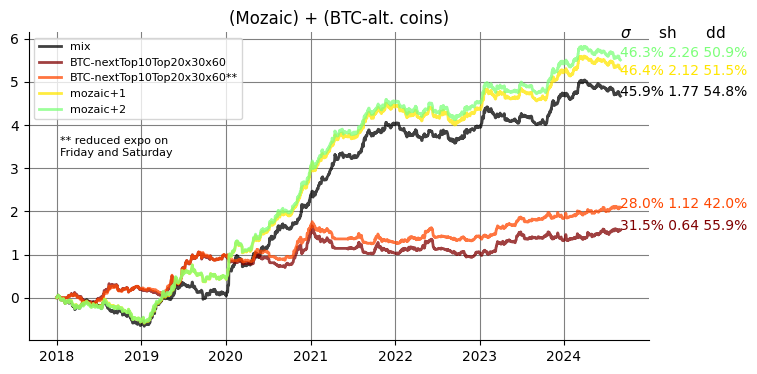 (Mozaic) + (BTC-alt. coins)
σ sh dd
mix
BTC-nextTop10Top20x30x60
BTC-nextTop10Top20x30x60**
mozaic+1
mozaic+2
** reduced expo on
Friday and Saturday
46.3% 2.26 50.9%
46.4% 2.12 51.5%
45.9% 1.77 54.8%
28.0% 1.12 42.0%
31.5% 0.64 55.9%
6
5
4
3
2
1
0
2018 2019 2020 2021 2022 2023 2024